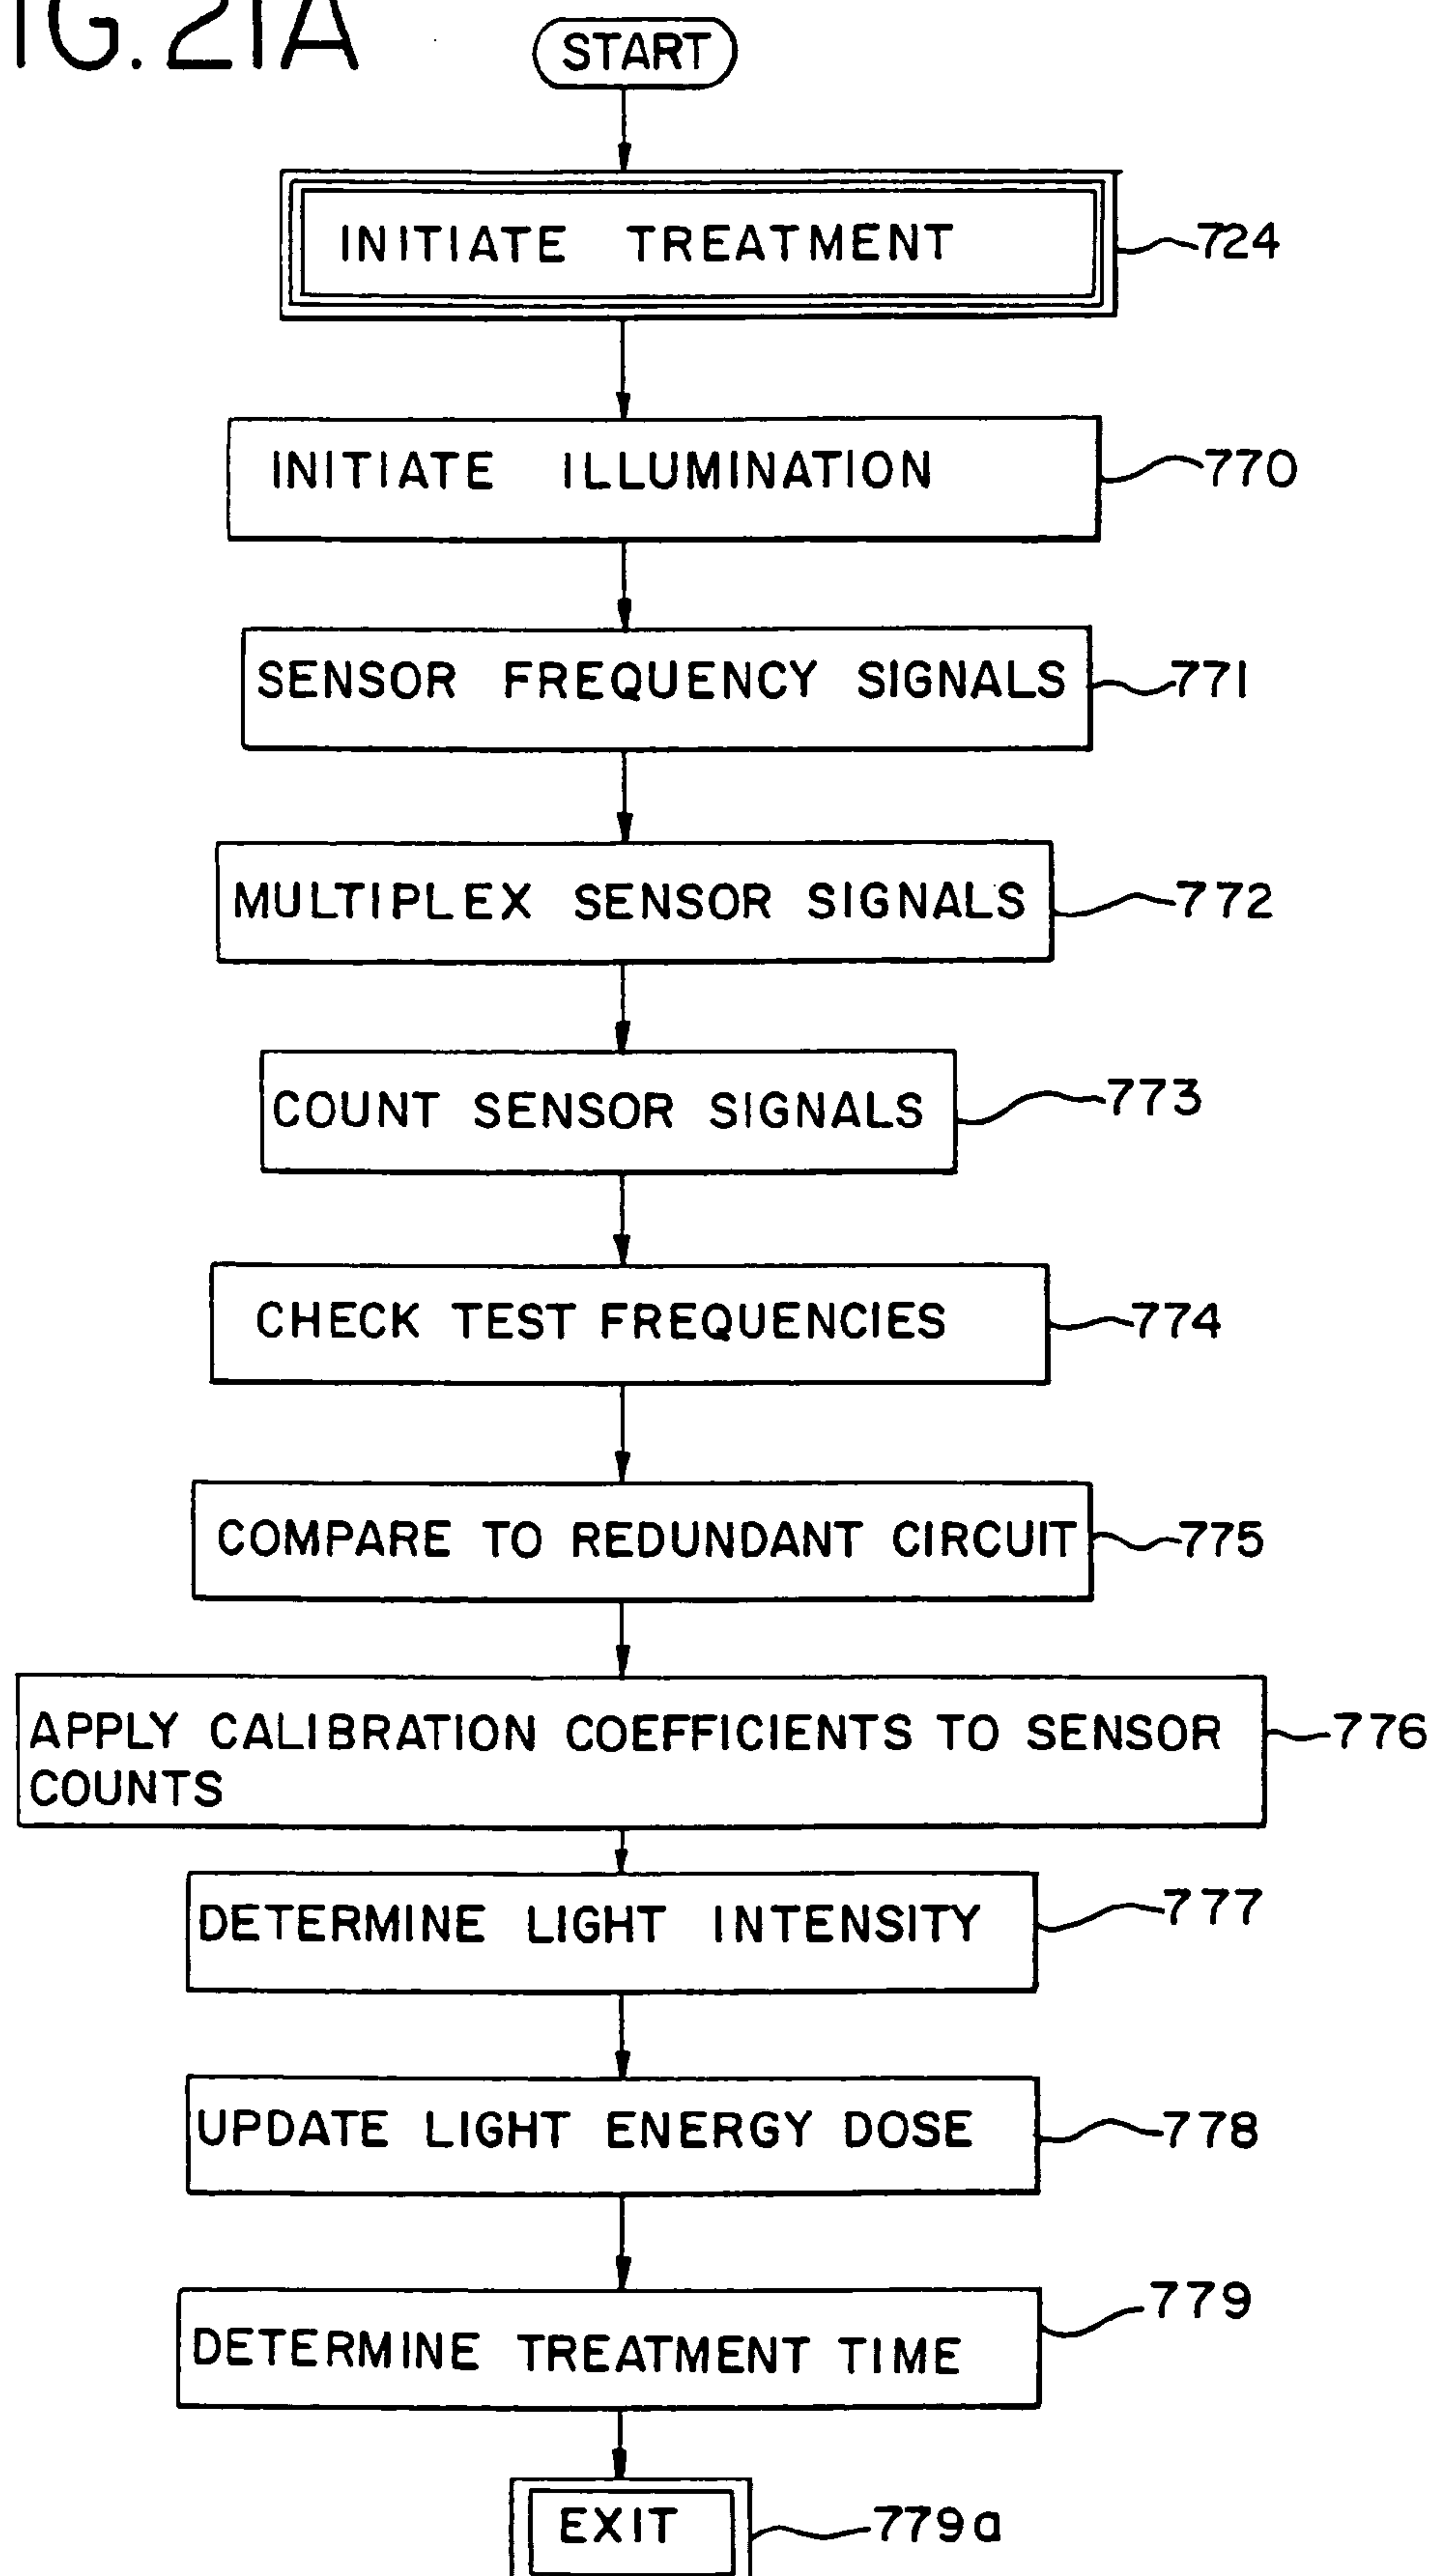 IG. 21A
START
INITIATE TREATMENT
724
INITIATE ILLUMINATION
770
SENSOR FREQUENCY SIGNALS
771
MULTIPLEX SENSOR SIGNALS
772
COUNT SENSOR SIGNALS
773
CHECK TEST FREQUENCIES
774
COMPARE TO REDUNDANT CIRCUIT
775
APPLY CALIBRATION COEFFICIENTS TO SENSOR
COUNTS
776
DETERMINE LIGHT INTENSITY
777
UPDATE LIGHT ENERGY DOSE
778
DETERMINE TREATMENT TIME
779
EXIT
779a